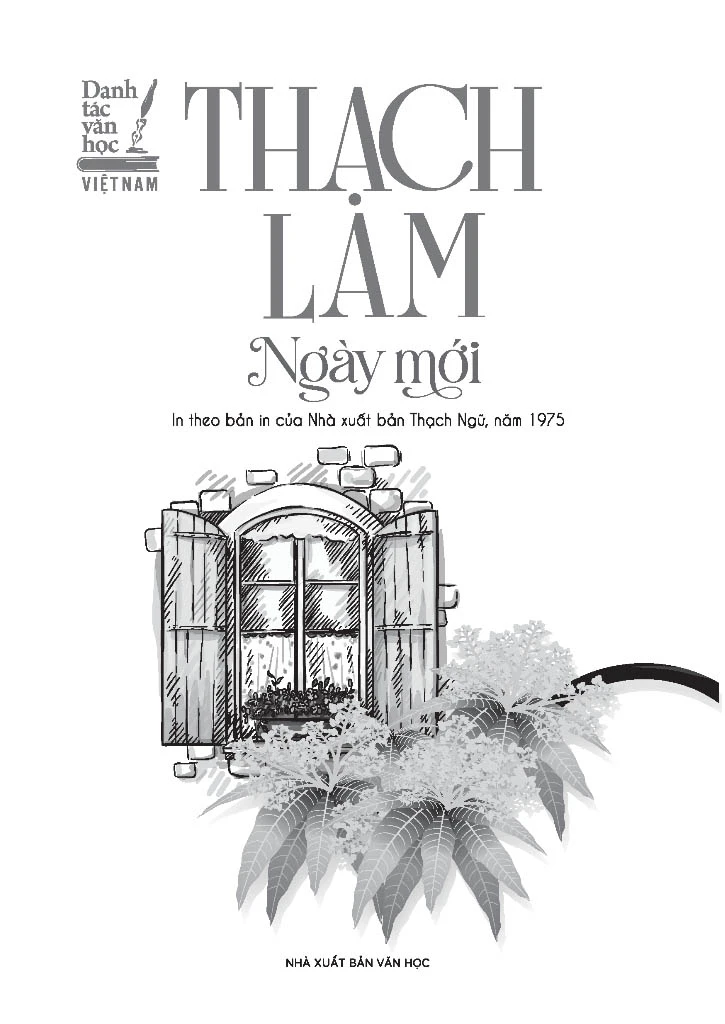 Danh
tác
văn
học
VIỆT NAM
THẠCH
LAM
Ngày mới
In theo bản in của Nhà xuất bản Thạch Ngữ, năm 1975
NHÀ XUẤT BẢN VĂN HỌC